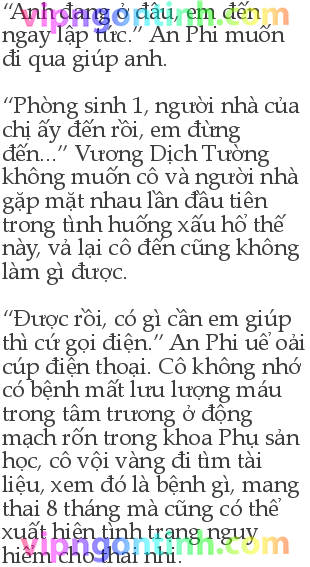 “Anh đang ở đâu, em đến
ngay lập tức.” An Phi muốn
đi qua giúp anh.
“Phòng sinh 1, người nhà của
chị ấy đến rồi, em đừng
đến...” Vương Dịch Tường
không muốn cô và người nhà
gặp mặt nhau lần đầu tiên
trong tình huống xấu hổ thế
này, vả lại cô đến cũng không
làm gì được.
“Được rồi, có gì cần em giúp
thì cứ gọi điện.” An Phi uể oải
cúp điện thoại. Cô không nhớ
có bệnh mất lưu lượng máu
trong tâm trương ở động
mạch rốn trong khoa Phụ sản
học, cô vội vàng đi tìm tài
liệu, xem đó là bệnh gì, mang
thai 8 tháng mà cũng có thể
xuất hiện tình trạng nguy
hiểm cho thai nhi.
vipngontinh.com
vipngontinh.com